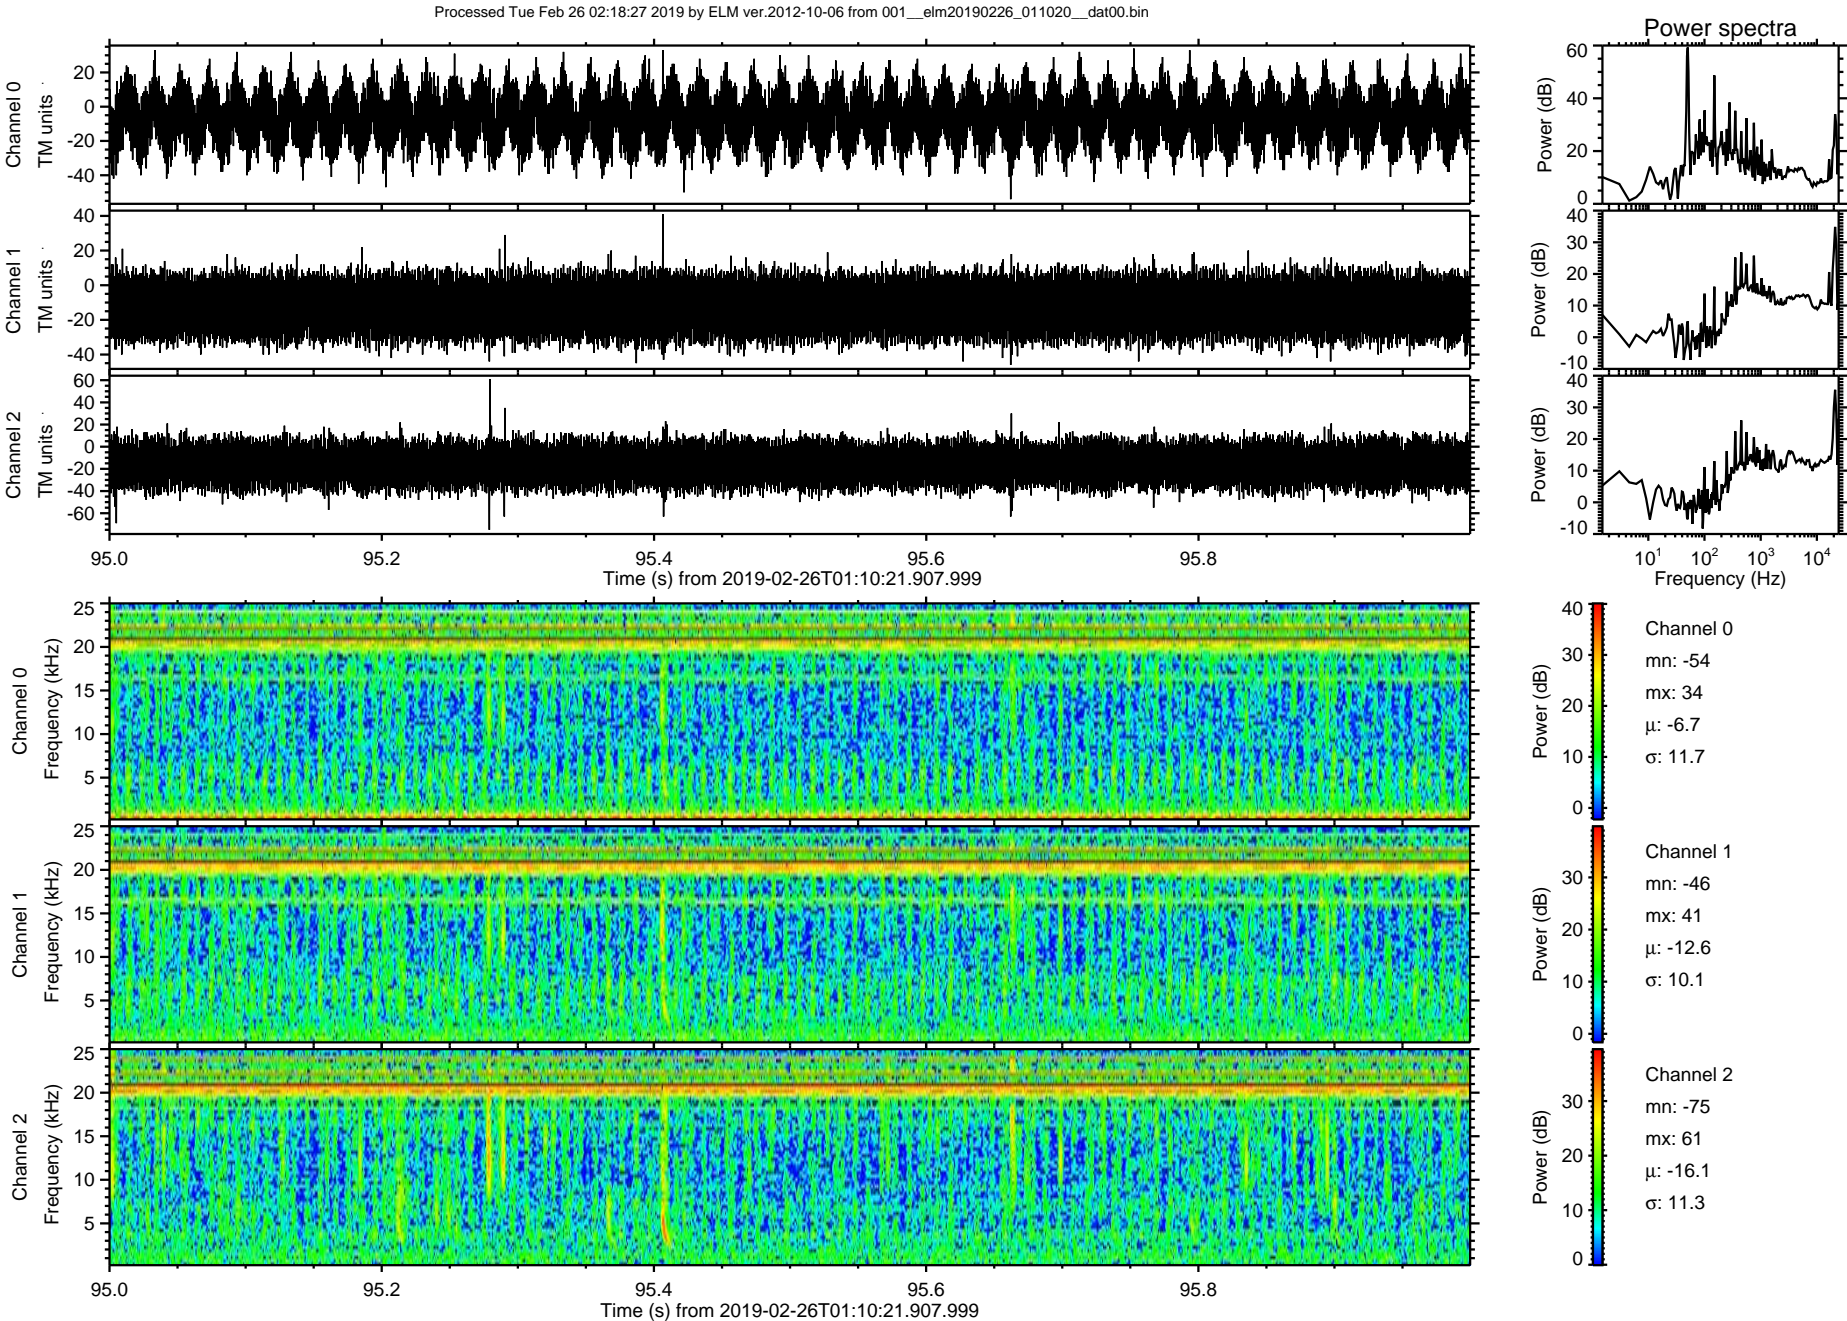 Processed Tue Feb 26 02:18:27 2019 by ELM ver.2012-10-06 from 001__elm20190226_011020__dat00.bin
Power spectra
Channel 0
TM units
20
0
-20
-40
Power (dB)
60
40
20
0
Channel 1
TM units
40
20
0
-20
-40
Power (dB)
40
30
20
10
0
-10
Channel 2
TM units
60
40
20
0
-20
-40
-60
Power (dB)
40
30
20
10
0
-10
95.0 95.2 95.4 95.6 95.8
Time (s) from 2019-02-26T01:10:21.907.999
10^1 10^2 10^3 10^4
Frequency (Hz)
Channel 0
Frequency (kHz)
25
20
15
10
5
Power (dB)
40
30
20
10
0
Channel 0
mn: -54
mx: 34
μ: -6.7
σ: 11.7
Channel 1
Frequency (kHz)
25
20
15
10
5
Power (dB)
30
20
10
0
Channel 1
mn: -46
mx: 41
μ: -12.6
σ: 10.1
Channel 2
Frequency (kHz)
25
20
15
10
5
Power (dB)
30
20
10
0
Channel 2
mn: -75
mx: 61
μ: -16.1
σ: 11.3
95.0 95.2 95.4 95.6 95.8
Time (s) from 2019-02-26T01:10:21.907.999